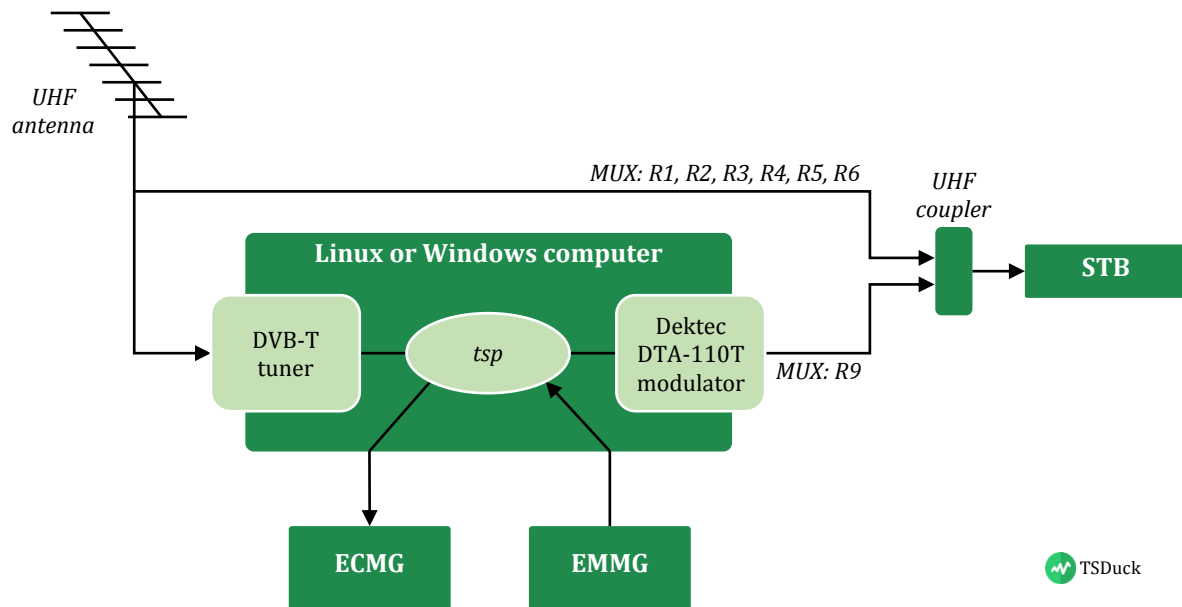 UHF
antenna
MUX: R1, R2, R3, R4, R5, R6
UHF
coupler
Linux or Windows computer
STB
DVB-T
tuner
tsp
Dektec
DTA-110T
modulator
MUX: R9
ECMG
EMMG
TSDuck